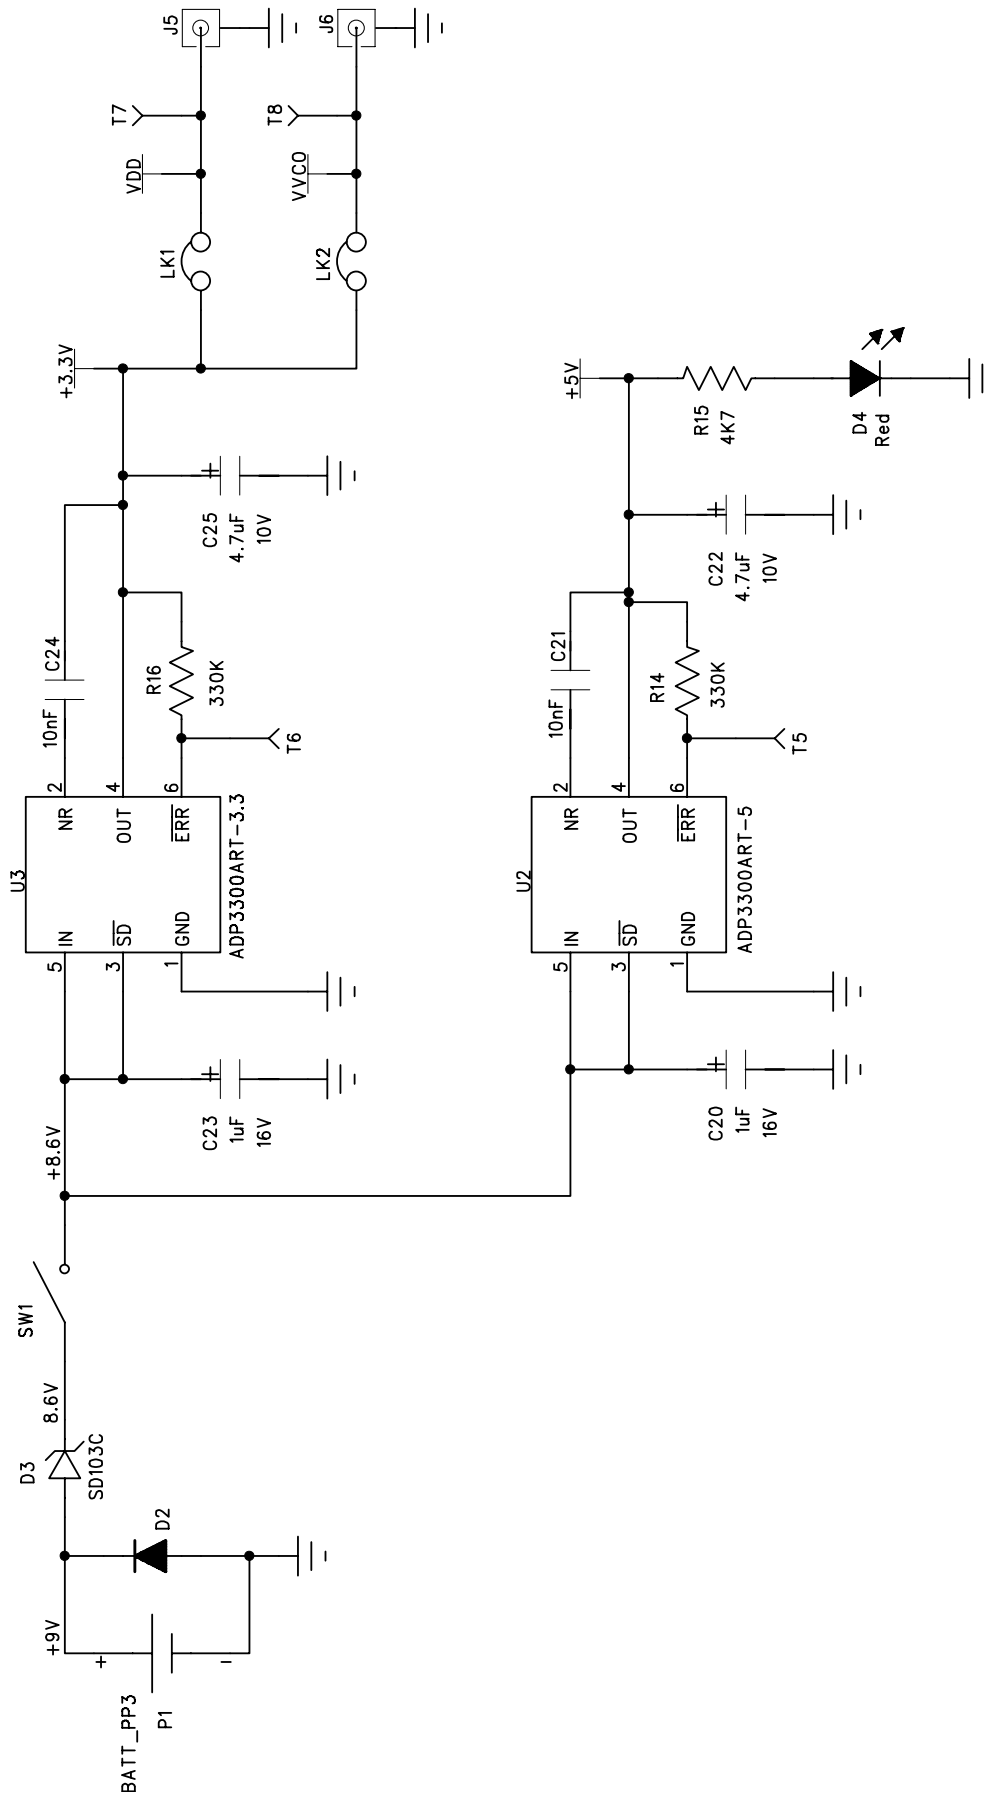 BATT_PP3
P1
+
-
+9V
D2
D3
SD103C
8.6V
SW1
+8.6V
C23
1uF
16V
U3
5
IN
3
SD
1
GND
NR
2
OUT
4
ERR
6
ADP3300ART-3.3
10nF
C24
R16
330K
T6
+
C25
4.7uF
10V
+
+3.3V
LK1
VDD
T7
J5
LK2
VVCO
T8
J6
C20
1uF
16V
+
U2
5
IN
3
SD
1
GND
NR
2
OUT
4
ERR
6
ADP3300ART-5
10nF
C21
R14
330K
T5
C22
4.7uF
10V
+
+5V
R15
4K7
D4
Red